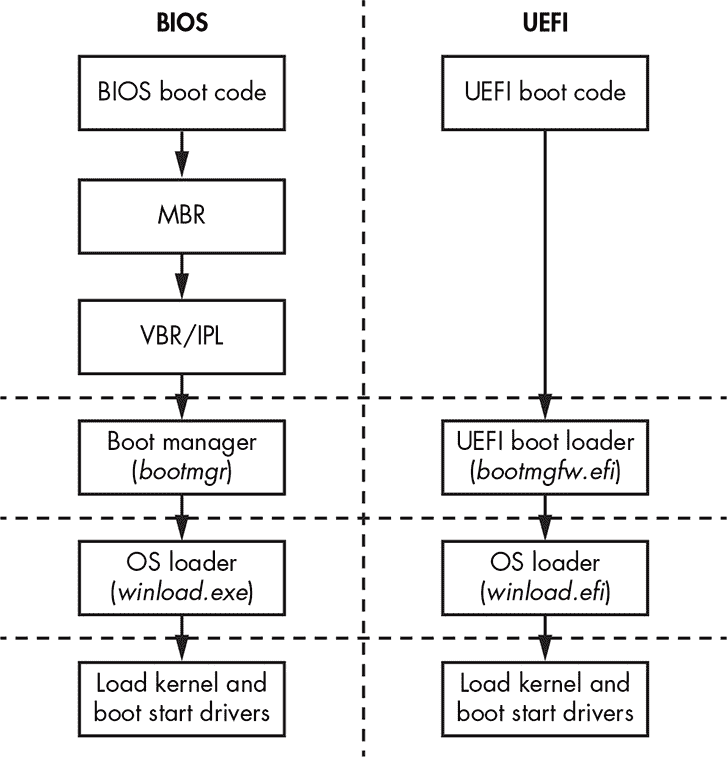 BIOS
UEFI
BIOS boot code
UEFI boot code
MBR
VBR/IPL
Boot manager
(bootmgr)
UEFI boot loader
(bootmgfw.efi)
OS loader
(winload.exe)
OS loader
(winload.efi)
Load kernel and
boot start drivers
Load kernel and
boot start drivers